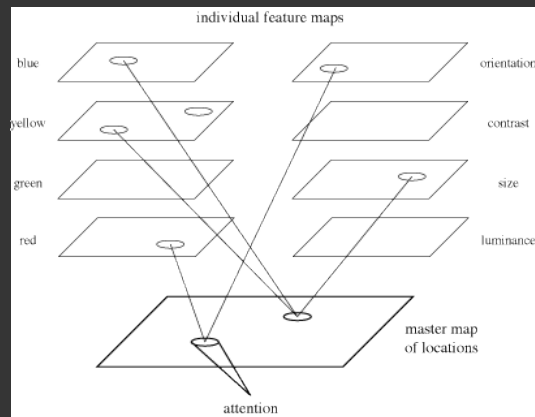 individual feature maps
blue
orientation
yellow
contrast
green
size
red
luminance
master map
of locations
attention